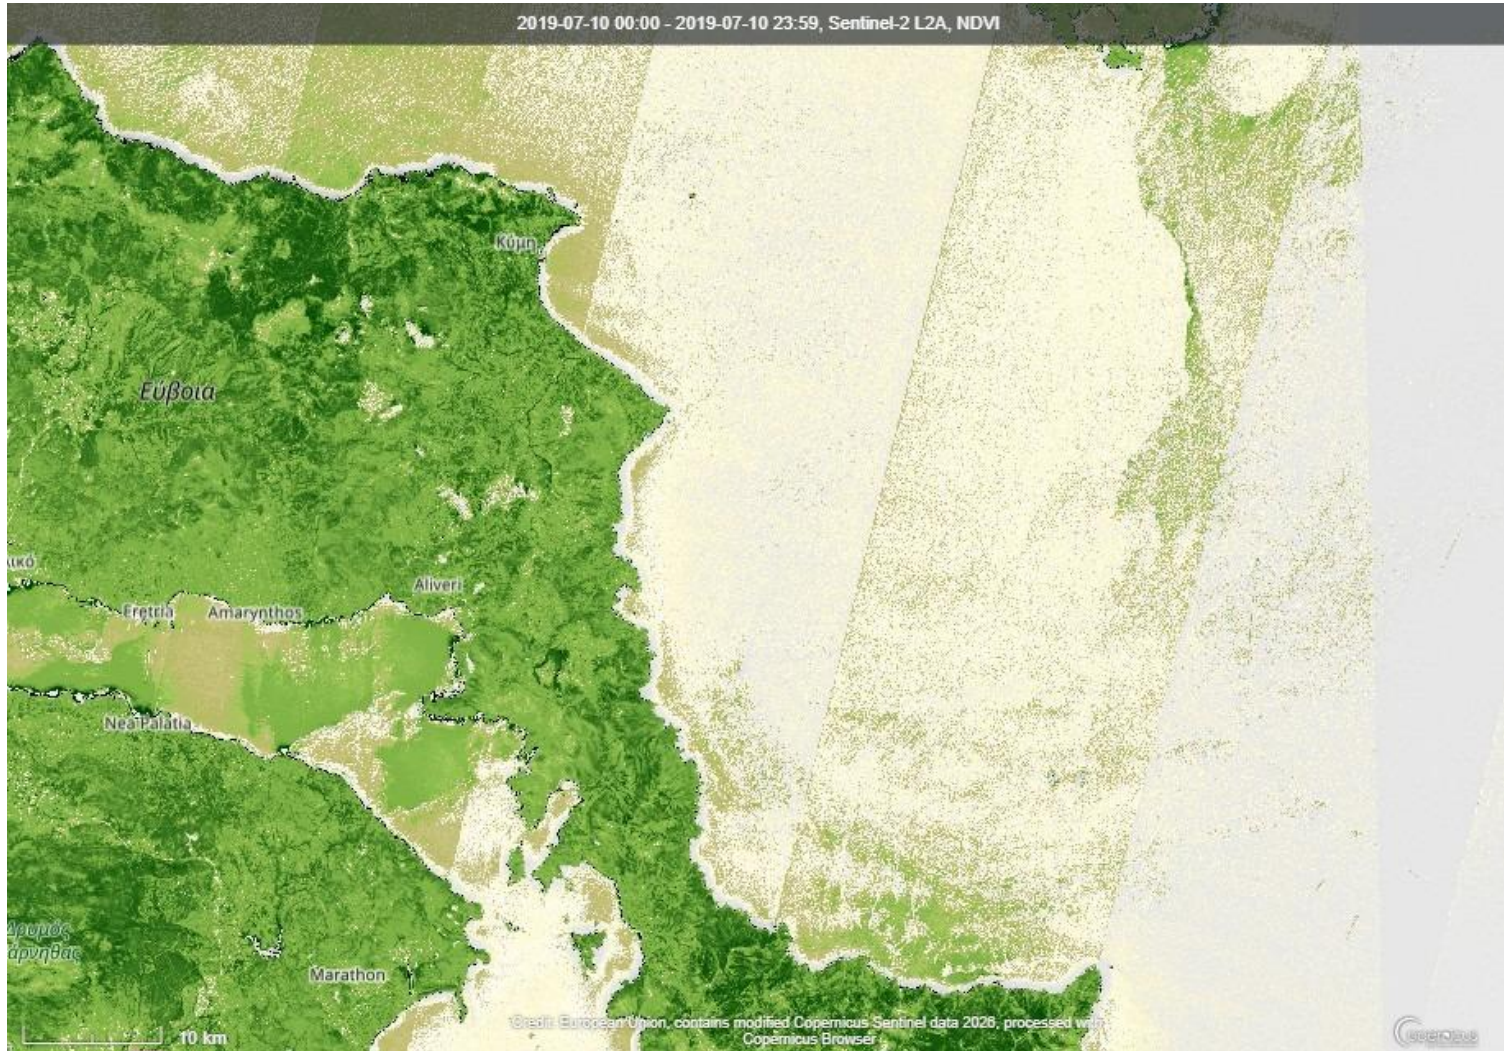 2019-07-10 00:00 - 2019-07-10 23:59, Sentinel-2 L2A, NDVI
Κύμη
Εύβοια
Aliveri
Eretria
Amarynthos
Nea Palatia
Marathon
10 km
Credit: European Union, contains modified Copernicus Sentinel data 2026, processed with
Copernicus Browser
opernicus